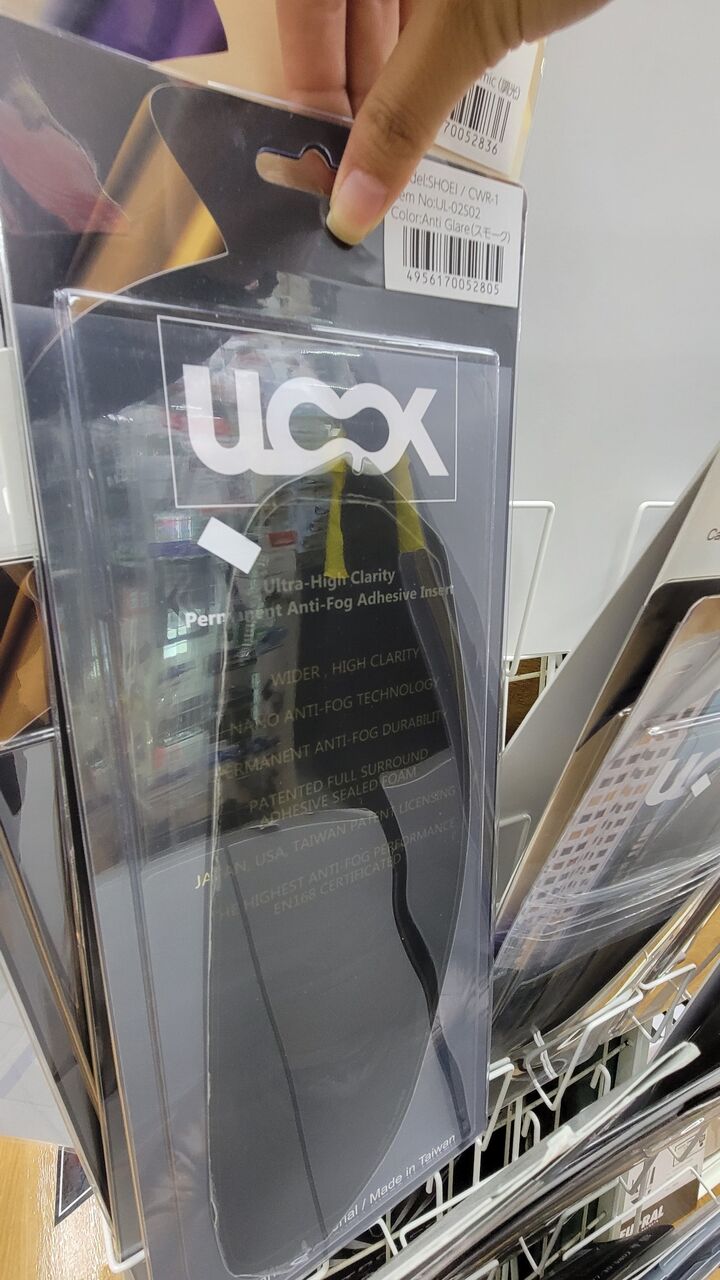 70052836
del:SHOEI / CWR-1
em No:UL-02S02
Color:Anti Glare(スモーク)
4956170052805
ULOOK
Ultra-High Clarity
Permanent Anti-Fog Adhesive Insert
WIDER , HIGH CLARITY
NANO ANTI-FOG TECHNOLOGY
PERMANENT ANTI-FOG DURABILITY
PATENTED FULL SURROUND
ADHESIVE SEALED FOAM
JAPAN, USA, TAIWAN PATENT LICENSING
THE HIGHEST ANTI-FOG PERFORMANCE
EN168 CERTIFICATED
/ Made in Taiwan